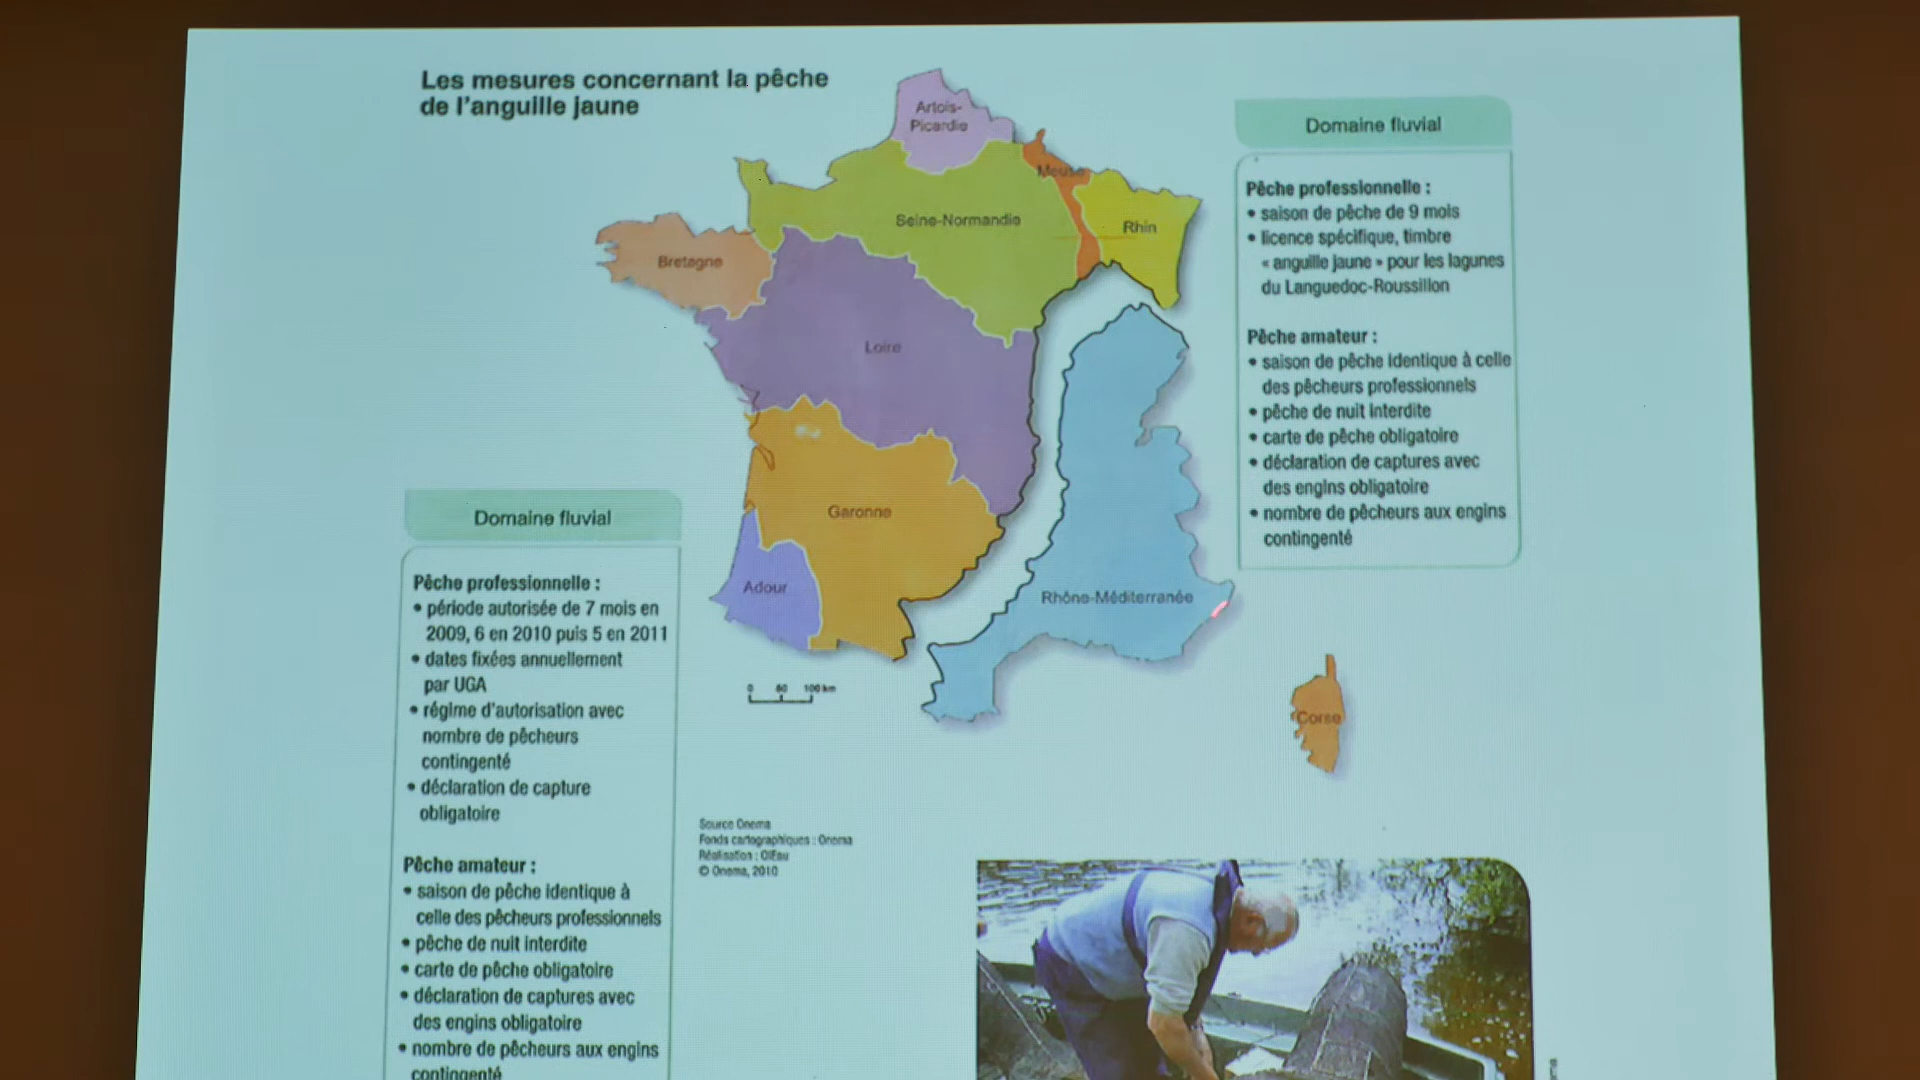 Les mesures concernant la pêche
de l'anguille jaune
Artois-
Picardie
Meuse
Seine-Normandie
Rhin
Bretagne
Loire
Garonne
Adour
Rhône-Méditerranée
Corse
0 50 100 km
Domaine fluvial
Pêche professionnelle :
• saison de pêche de 9 mois
• licence spécifique, timbre
« anguille jaune » pour les lagunes
du Languedoc-Roussillon
Pêche amateur :
• saison de pêche identique à celle
des pêcheurs professionnels
• pêche de nuit interdite
• carte de pêche obligatoire
• déclaration de captures avec
des engins obligatoire
• nombre de pêcheurs aux engins
contingenté
Domaine fluvial
Pêche professionnelle :
• période autorisée de 7 mois en
2009, 6 en 2010 puis 5 en 2011
• dates fixées annuellement
par UGA
• régime d'autorisation avec
nombre de pêcheurs
contingenté
• déclaration de capture
obligatoire
Pêche amateur :
• saison de pêche identique à
celle des pêcheurs professionnels
• pêche de nuit interdite
• carte de pêche obligatoire
• déclaration de captures avec
des engins obligatoire
• nombre de pêcheurs aux engins
contingenté
Source Onema
Fonds cartographiques : Onema
Réalisation : OIEau
© Onema, 2010